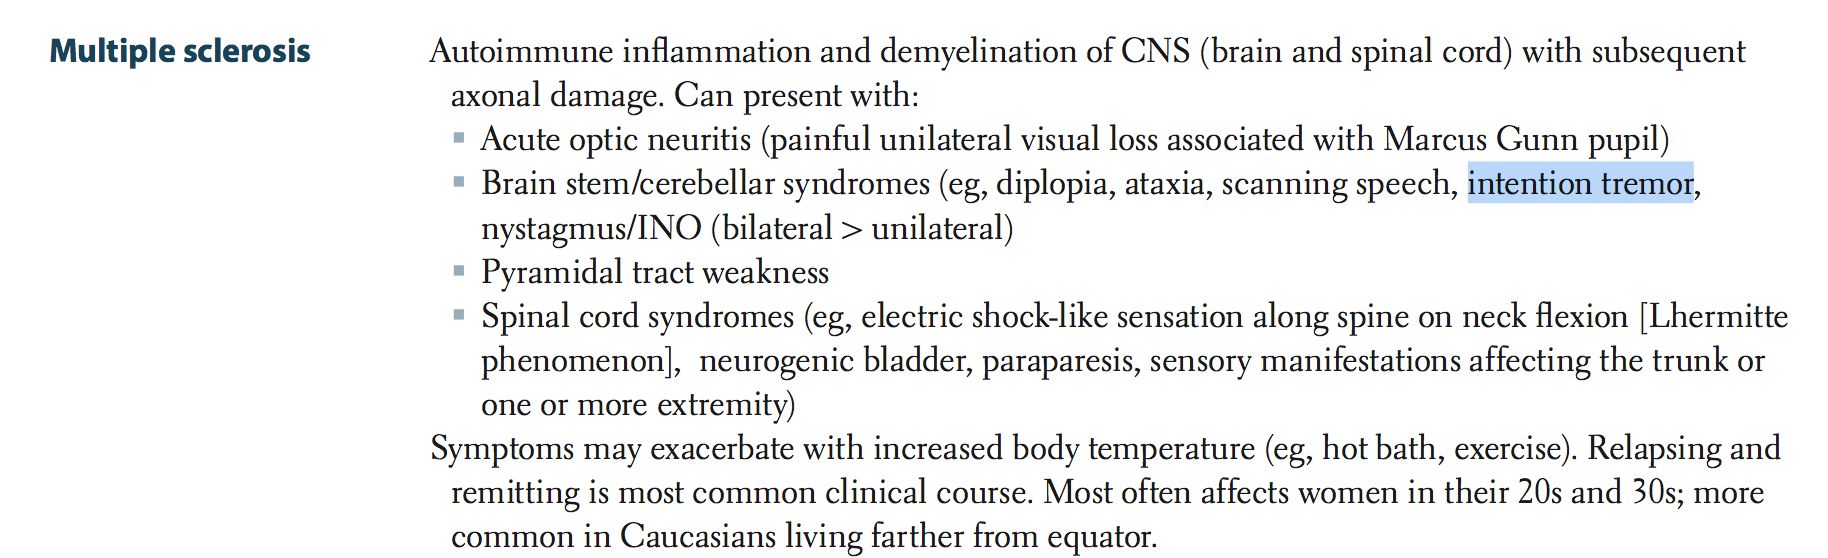 Multiple sclerosis
Autoimmune inflammation and demyelination of CNS (brain and spinal cord) with subsequent
axonal damage. Can present with:
▪ Acute optic neuritis (painful unilateral visual loss associated with Marcus Gunn pupil)
▪ Brain stem/cerebellar syndromes (eg, diplopia, ataxia, scanning speech, intention tremor,
nystagmus/INO (bilateral > unilateral)
▪ Pyramidal tract weakness
▪ Spinal cord syndromes (eg, electric shock-like sensation along spine on neck flexion [Lhermitte
phenomenon], neurogenic bladder, paraparesis, sensory manifestations affecting the trunk or
one or more extremity)
Symptoms may exacerbate with increased body temperature (eg, hot bath, exercise). Relapsing and
remitting is most common clinical course. Most often affects women in their 20s and 30s; more
common in Caucasians living farther from equator.